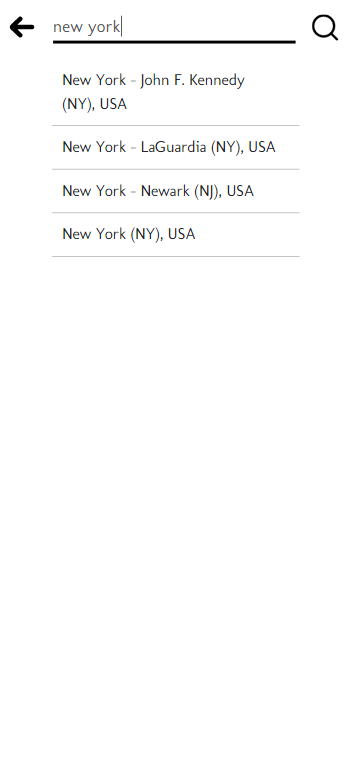 new york
New York - John F. Kennedy
(NY), USA
New York - LaGuardia (NY), USA
New York - Newark (NJ), USA
New York (NY), USA